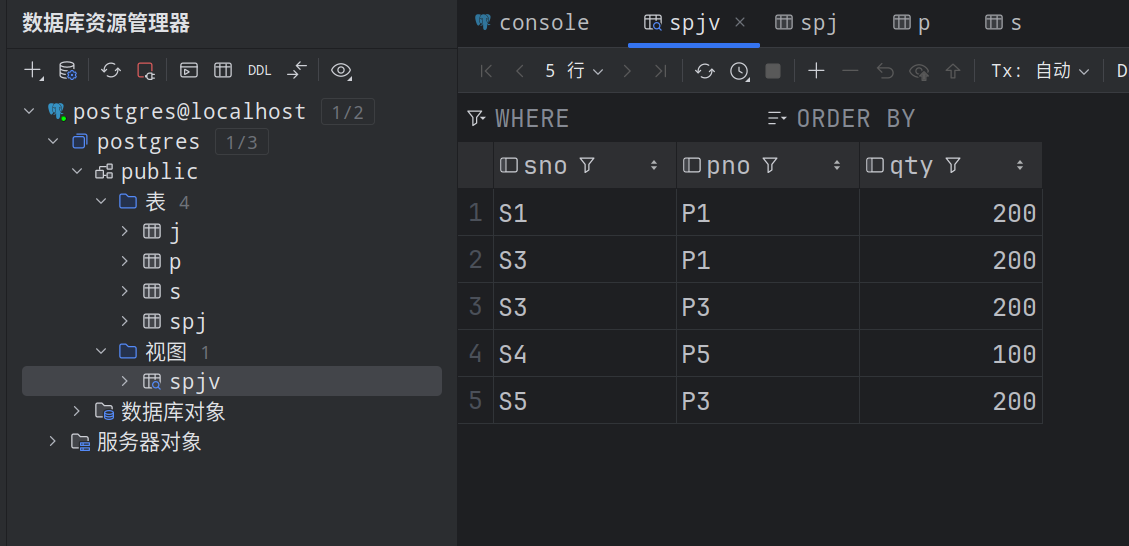 数据库资源管理器
DDL
postgres@localhost 1/2
postgres 1/3
public
表 4
j
p
s
spj
视图 1
spjv
数据库对象
服务器对象
console spjv spj p s
5 行 Tx: 自动 D
WHERE ORDER BY
sno pno qty
1 S1 P1 200
2 S3 P1 200
3 S3 P3 200
4 S4 P5 100
5 S5 P3 200